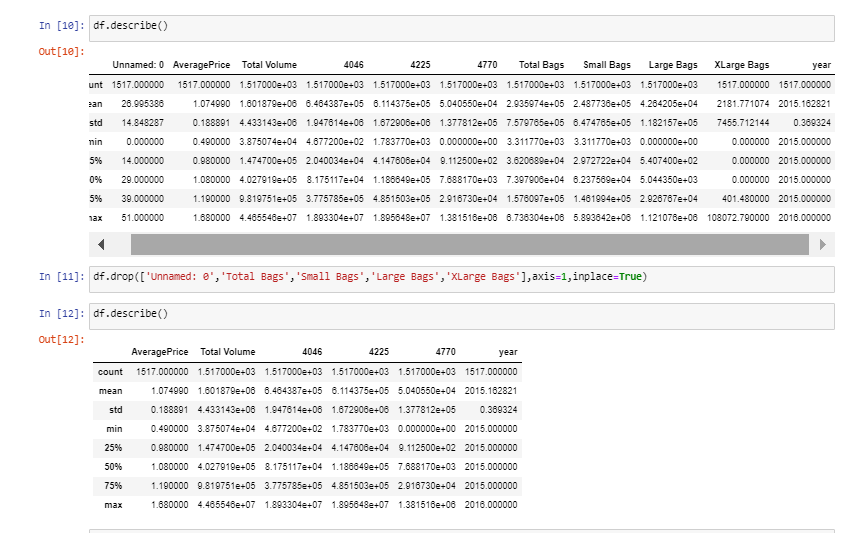 In [10]: df.describe()
Out[10]:
Unnamed: 0 AveragePrice Total Volume 4046 4225 4770 Total Bags Small Bags Large Bags XLarge Bags year
unt 1517.000000 1517.000000 1.517000e+03 1.517000e+03 1.517000e+03 1.517000e+03 1.517000e+03 1.517000e+03 1.517000e+03 1517.000000 1517.000000
ean 26.995386 1.074990 1.601879e+06 6.464387e+05 6.114375e+05 5.040550e+04 2.935974e+05 2.487736e+05 4.264205e+04 2181.771074 2015.162821
std 14.848287 0.188891 4.433143e+06 1.947614e+06 1.672906e+06 1.377812e+05 7.579765e+05 6.474765e+05 1.182157e+05 7455.712144 0.369324
min 0.000000 0.490000 3.875074e+04 4.677200e+02 1.783770e+03 0.000000e+00 3.311770e+03 3.311770e+03 0.000000e+00 0.000000 2015.000000
5% 14.000000 0.980000 1.474700e+05 2.040034e+04 4.147606e+04 9.112500e+02 3.620689e+04 2.972722e+04 5.407400e+02 0.000000 2015.000000
0% 29.000000 1.080000 4.027919e+05 8.175117e+04 1.186649e+05 7.688170e+03 7.397906e+04 6.237569e+04 5.044350e+03 0.000000 2015.000000
5% 39.000000 1.190000 9.819751e+05 3.775785e+05 4.851503e+05 2.916730e+04 1.576097e+05 1.461994e+05 2.926767e+04 401.480000 2015.000000
max 51.000000 1.680000 4.465546e+07 1.893304e+07 1.895648e+07 1.381516e+06 6.736304e+06 5.893642e+06 1.121076e+06 108072.790000 2016.000000
In [11]: df.drop(['Unnamed: 0','Total Bags','Small Bags','Large Bags','XLarge Bags'],axis=1,inplace=True)
In [12]: df.describe()
Out[12]:
AveragePrice Total Volume 4046 4225 4770 year
count 1517.000000 1.517000e+03 1.517000e+03 1.517000e+03 1.517000e+03 1517.000000
mean 1.074990 1.601879e+06 6.464387e+05 6.114375e+05 5.040550e+04 2015.162821
std 0.188891 4.433143e+06 1.947614e+06 1.672906e+06 1.377812e+05 0.369324
min 0.490000 3.875074e+04 4.677200e+02 1.783770e+03 0.000000e+00 2015.000000
25% 0.980000 1.474700e+05 2.040034e+04 4.147606e+04 9.112500e+02 2015.000000
50% 1.080000 4.027919e+05 8.175117e+04 1.186649e+05 7.688170e+03 2015.000000
75% 1.190000 9.819751e+05 3.775785e+05 4.851503e+05 2.916730e+04 2015.000000
max 1.680000 4.465546e+07 1.893304e+07 1.895648e+07 1.381516e+06 2016.000000